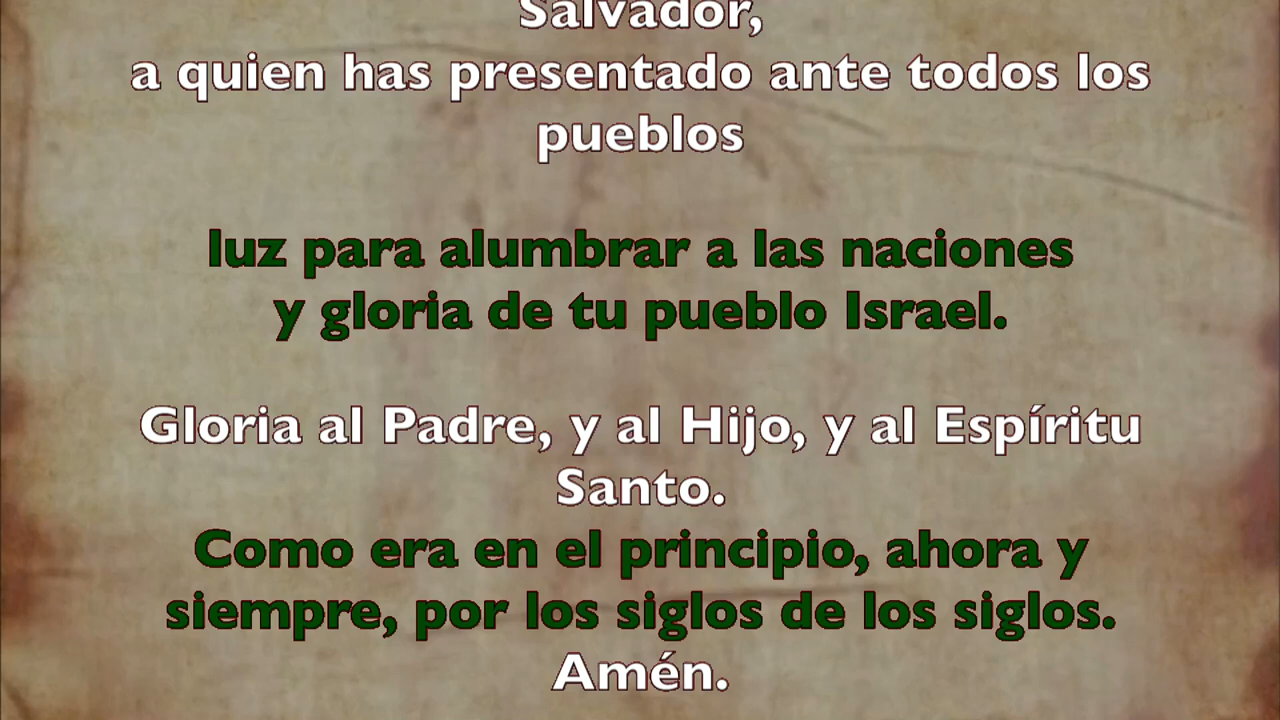 Salvador,
a quien has presentado ante todos los
pueblos
luz para alumbrar a las naciones
y gloria de tu pueblo Israel.
Gloria al Padre, y al Hijo, y al Espíritu
Santo.
Como era en el principio, ahora y
siempre, por los siglos de los siglos.
Amén.